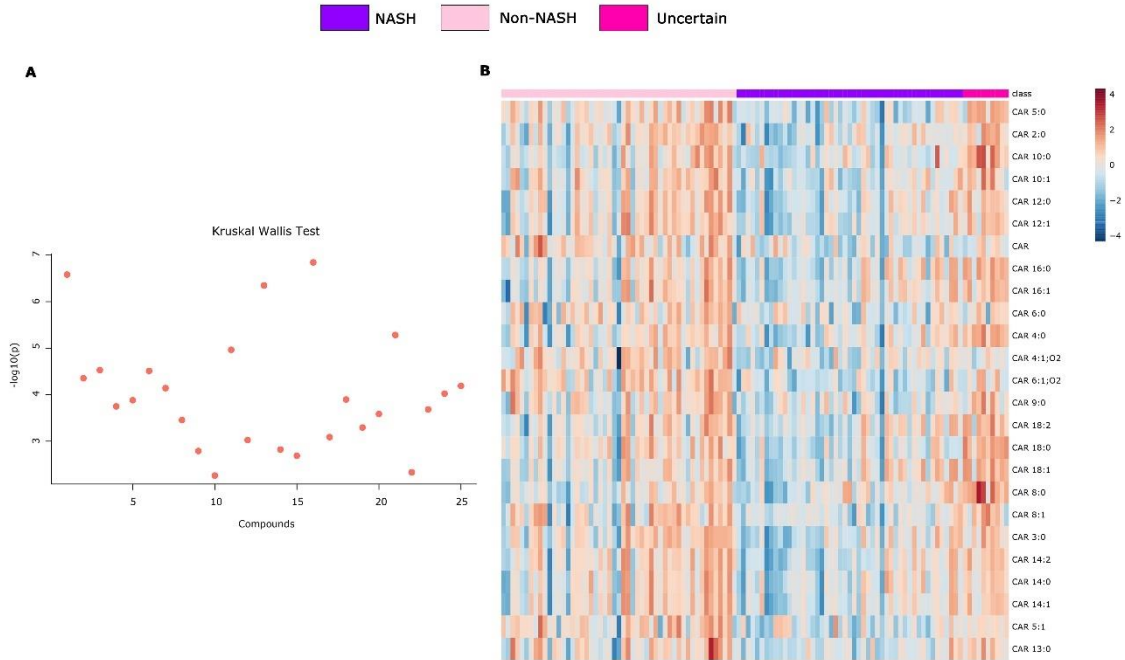 NASH Non-NASH Uncertain
A
Kruskal Wallis Test
-log10(p)
7
6
5
4
3
5 10 15 20 25
Compounds
B
class
CAR 5:0
CAR 2:0
CAR 10:0
CAR 10:1
CAR 12:0
CAR 12:1
CAR
CAR 16:0
CAR 16:1
CAR 6:0
CAR 4:0
CAR 4:1;O2
CAR 6:1;O2
CAR 9:0
CAR 18:2
CAR 18:0
CAR 18:1
CAR 8:0
CAR 8:1
CAR 3:0
CAR 14:2
CAR 14:0
CAR 14:1
CAR 5:1
CAR 13:0
4
2
0
−2
−4